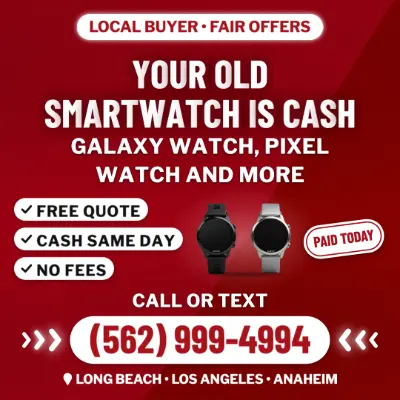 LOCAL BUYER • FAIR OFFERS
YOUR OLD
SMARTWATCH IS CASH
GALAXY WATCH, PIXEL
WATCH AND MORE
FREE QUOTE
CASH SAME DAY
NO FEES
PAID TODAY
CALL OR TEXT
(562) 999-4994
LONG BEACH • LOS ANGELES • ANAHEIM